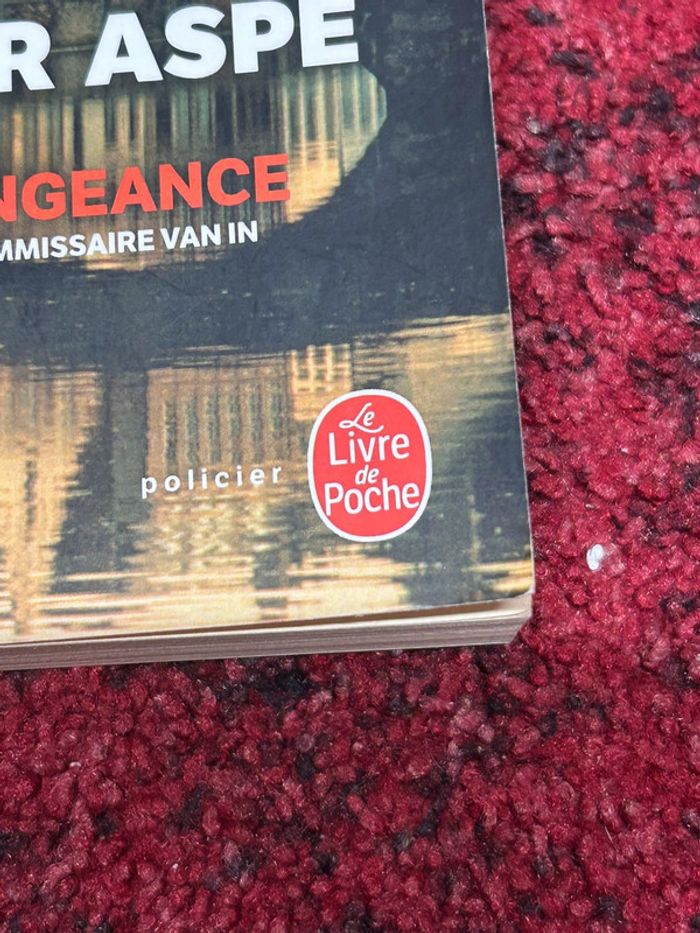 R ASPE
NGEANCE
MMISSAIRE VAN IN
policier
Le
Livre
de
Poche